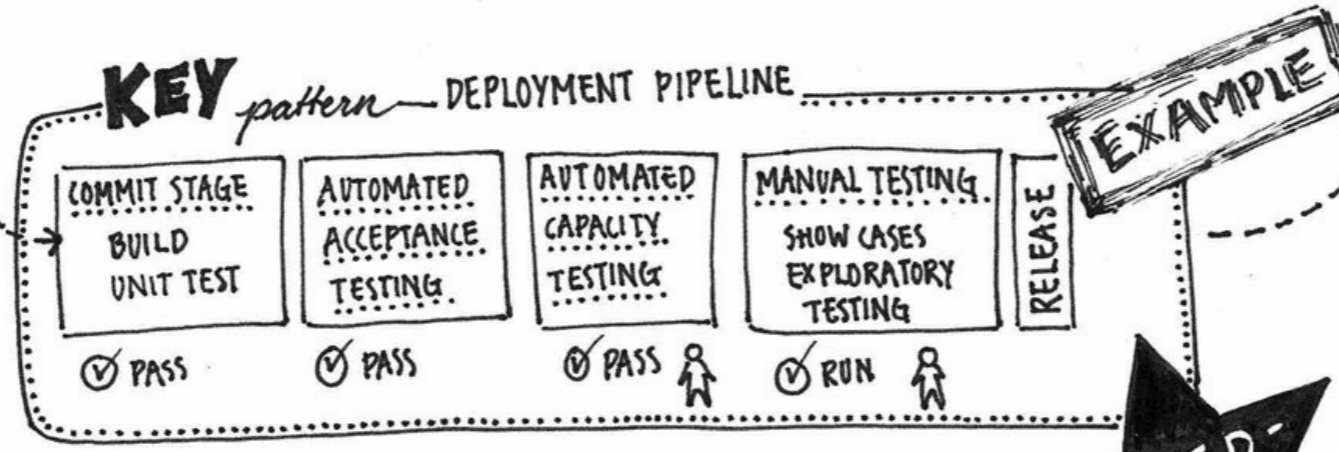 KEY pattern DEPLOYMENT PIPELINE
EXAMPLE
COMMIT STAGE
BUILD
UNIT TEST
PASS
AUTOMATED
ACCEPTANCE
TESTING
PASS
AUTOMATED
CAPACITY
TESTING
PASS
MANUAL TESTING
SHOW CASES
EXPLORATORY
TESTING
RUN
RELEASE